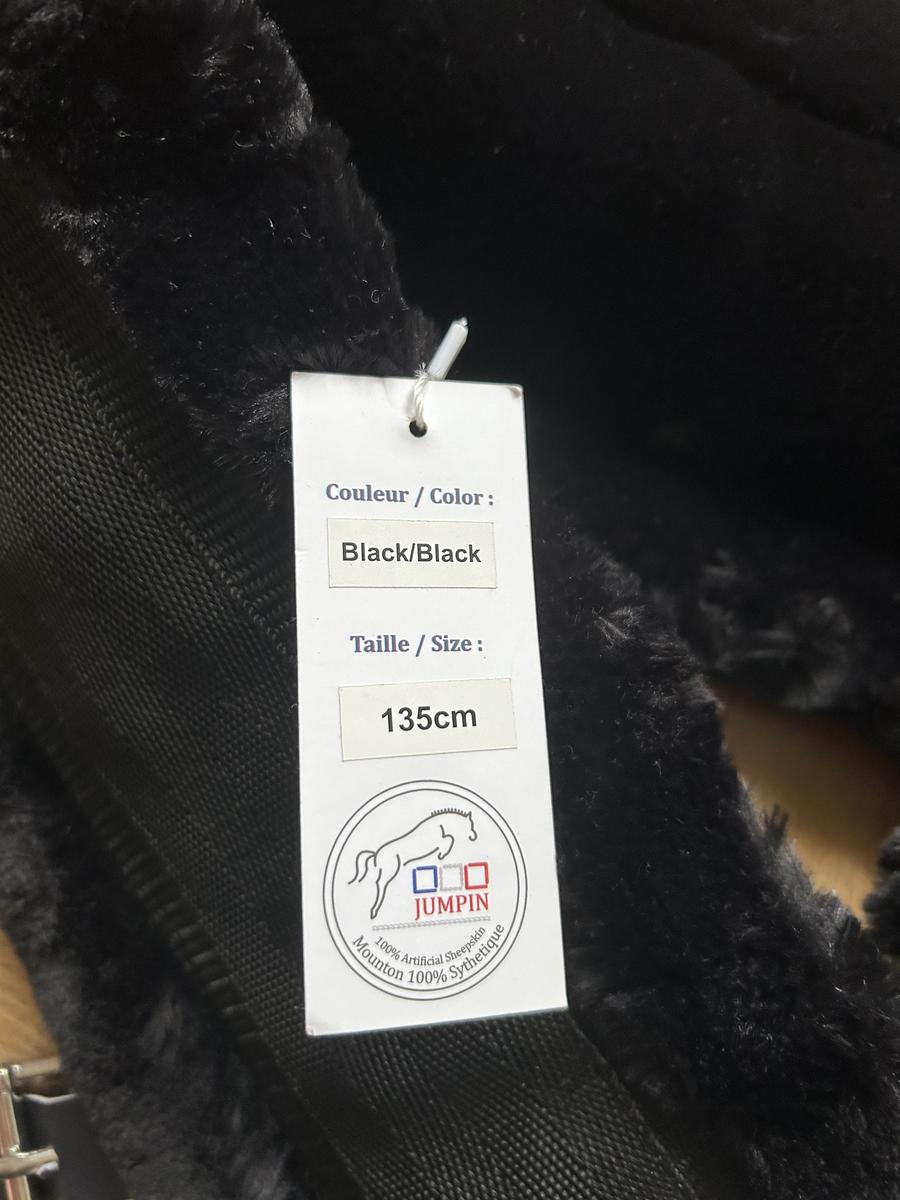 Couleur / Color :
Black/Black
Taille / Size :
135cm
JUMPIN
100% Artificial Sheepskin
Mounton 100% Sythetique